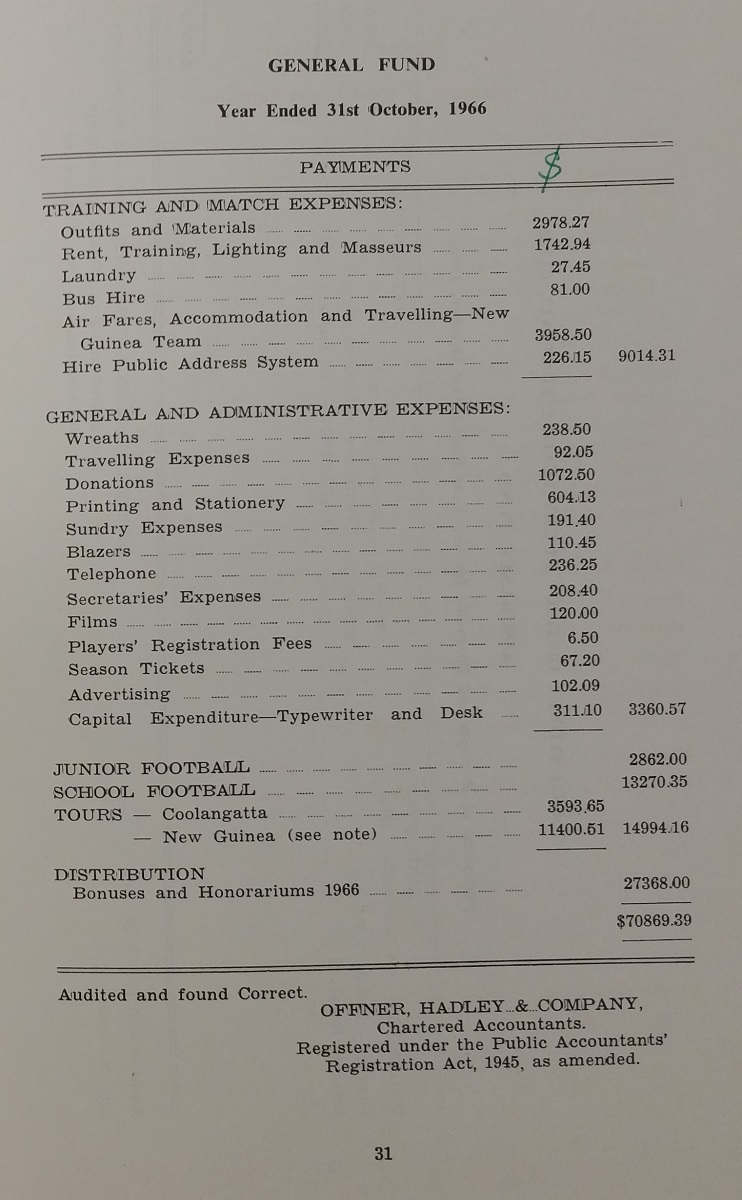 GENERAL FUND
Year Ended 31st October, 1966
PAYMENTS $
TRAINING AND MATCH EXPENSES:
Outfits and Materials 2978.27
Rent, Training, Lighting and Masseurs 1742.94
Laundry 27.45
Bus Hire 81.00
Air Fares, Accommodation and Travelling—New
Guinea Team 3958.50
Hire Public Address System 226.15 9014.31
GENERAL AND ADMINISTRATIVE EXPENSES:
Wreaths 238.50
Travelling Expenses 92.05
Donations 1072.50
Printing and Stationery 604.13
Sundry Expenses 191.40
Blazers 110.45
Telephone 236.25
Secretaries' Expenses 208.40
Films 120.00
Players' Registration Fees 6.50
Season Tickets 67.20
Advertising 102.09
Capital Expenditure—Typewriter and Desk 311.10 3360.57
JUNIOR FOOTBALL 2862.00
SCHOOL FOOTBALL 13270.35
TOURS — Coolangatta 3593.65
— New Guinea (see note) 11400.51 14994.16
DISTRIBUTION
Bonuses and Honorariums 1966 27368.00
$70869.39
Audited and found Correct.
OFFNER, HADLEY & COMPANY,
Chartered Accountants.
Registered under the Public Accountants'
Registration Act, 1945, as amended.
31